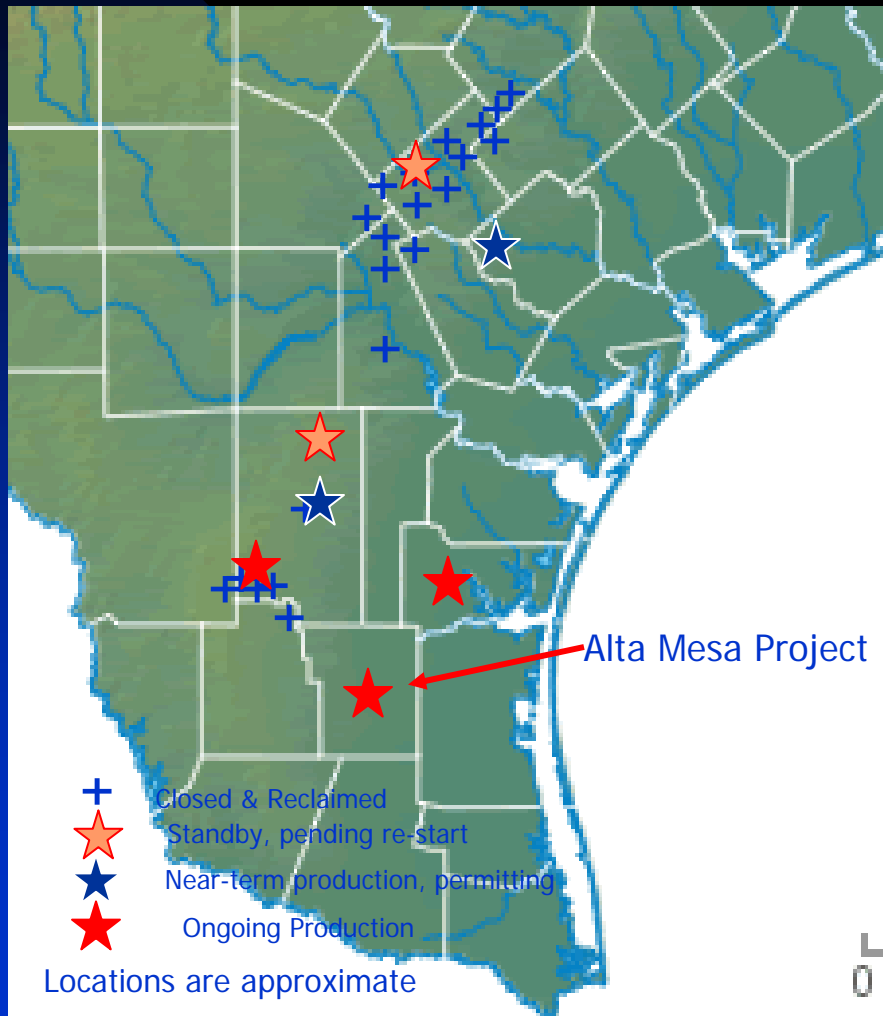 Alta Mesa Project
Closed & Reclaimed
Standby, pending re-start
Near-term production, permitting
Ongoing Production
Locations are approximate
0